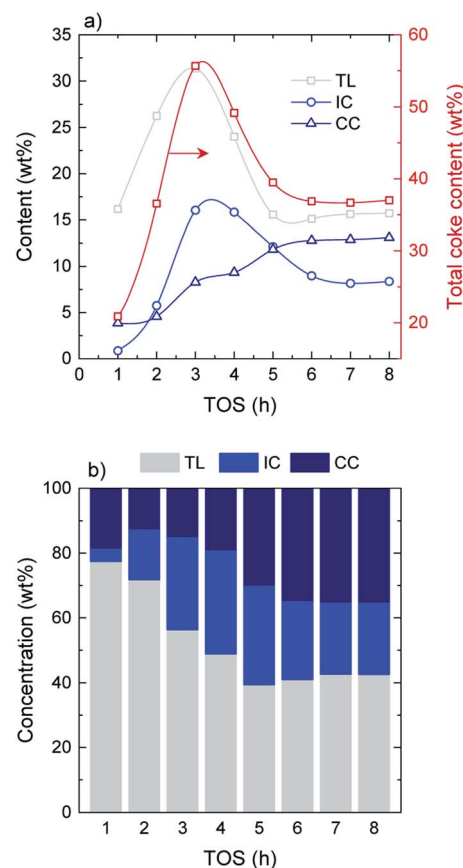 a)
35
30
25
20
15
10
5
0
Content (wt%)
TL
IC
CC
60
50
40
30
20
Total coke content (wt%)
0 1 2 3 4 5 6 7 8
TOS (h)
b)
TL IC CC
100
80
60
40
20
0
Concentration (wt%)
1 2 3 4 5 6 7 8
TOS (h)